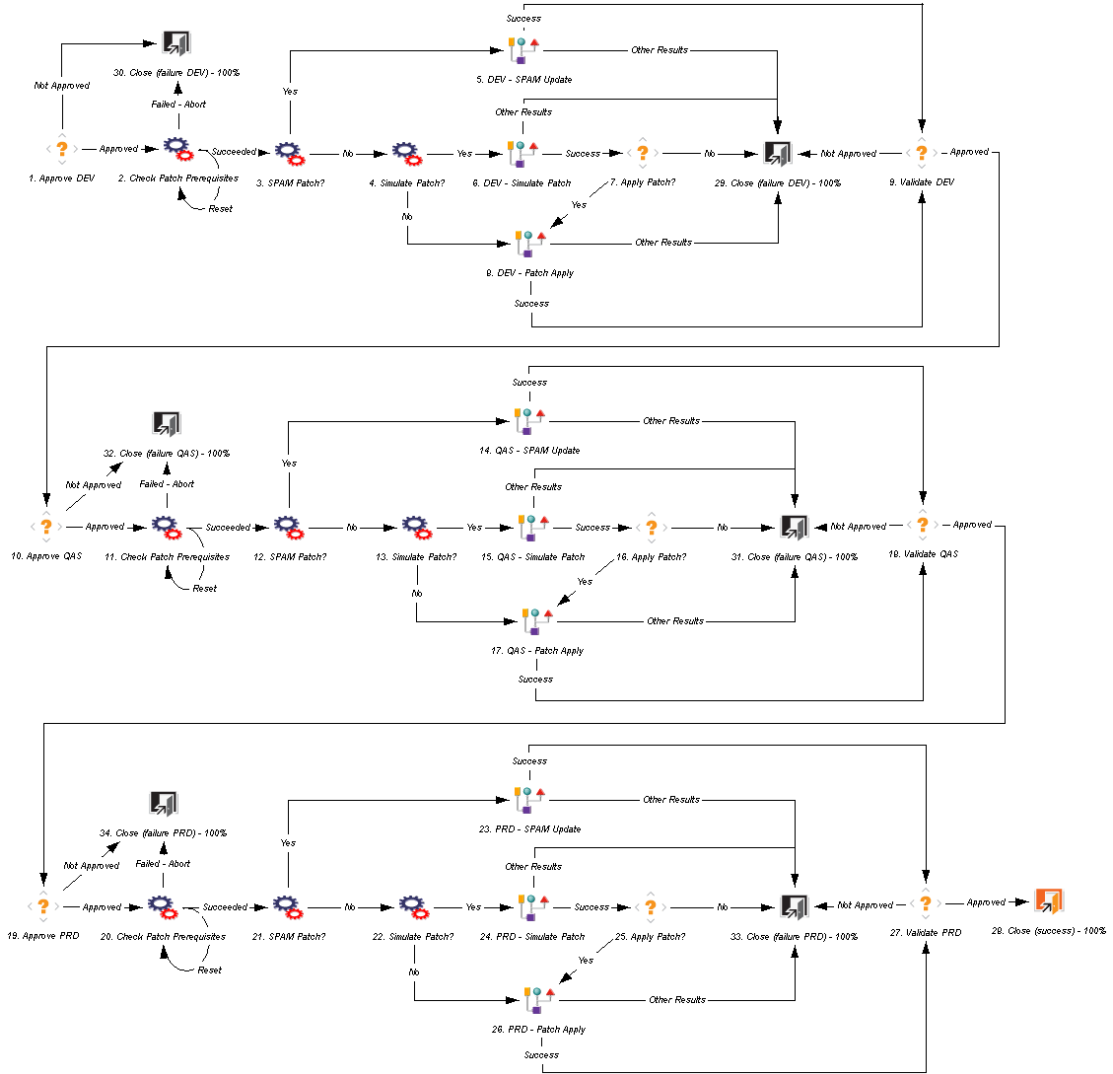 Success
Other Results
5. DEV - SPAM Update
30. Close (failure DEV) - 100%
Not Approved
Yes
Failed - Abort
Other Results
Approved
Succeeded
No
Yes
Success
No
Not Approved
Approved
1. Approve DEV
2. Check Patch Prerequisites
3. SPAM Patch?
4. Simulate Patch?
6. DEV - Simulate Patch
7. Apply Patch?
29. Close (failure DEV) - 100%
9. Validate DEV
Reset
No
Yes
Other Results
8. DEV - Patch Apply
Success
Success
Other Results
14. QAS - SPAM Update
32. Close (failure QAS) - 100%
Yes
Not Approved
Failed - Abort
Other Results
Approved
Succeeded
No
Yes
Success
No
Not Approved
Approved
10. Approve QAS
11. Check Patch Prerequisites
12. SPAM Patch?
13. Simulate Patch?
15. QAS - Simulate Patch
16. Apply Patch?
31. Close (failure QAS) - 100%
18. Validate QAS
Reset
No
Yes
Other Results
17. QAS - Patch Apply
Success
Success
Other Results
23. PRD - SPAM Update
34. Close (failure PRD) - 100%
Yes
Not Approved
Failed - Abort
Other Results
Approved
Succeeded
No
Yes
Success
No
Not Approved
Approved
19. Approve PRD
20. Check Patch Prerequisites
21. SPAM Patch?
22. Simulate Patch?
24. PRD - Simulate Patch
25. Apply Patch?
33. Close (failure PRD) - 100%
27. Validate PRD
28. Close (success) - 100%
Reset
No
Yes
Other Results
26. PRD - Patch Apply
Success